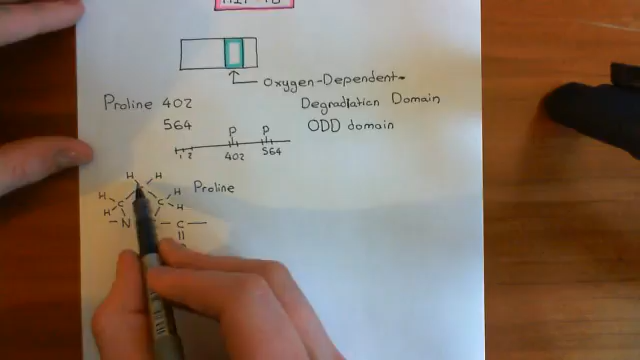 Oxygen-Dependent
Degradation Domain
ODD domain
Proline 402
564
P P
1 2 402 564
Proline
H H
H C C H
H H
N C